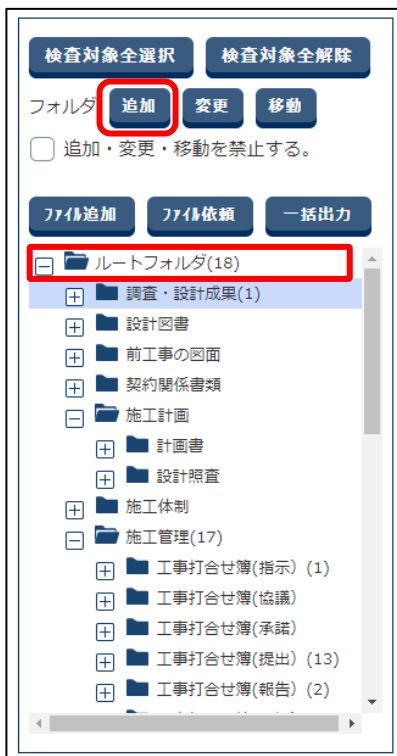 検査対象全選択 検査対象全解除
フォルダ 追加 変更 移動
追加・変更・移動を禁止する。
ﾌｧｲﾙ追加 ﾌｧｲﾙ依頼 一括出力
ルートフォルダ(18)
調査・設計成果(1)
設計図書
前工事の図面
契約関係書類
施工計画
計画書
設計照査
施工体制
施工管理(17)
工事打合せ簿(指示) (1)
工事打合せ簿(協議)
工事打合せ簿(承諾)
工事打合せ簿(提出) (13)
工事打合せ簿(報告) (2)